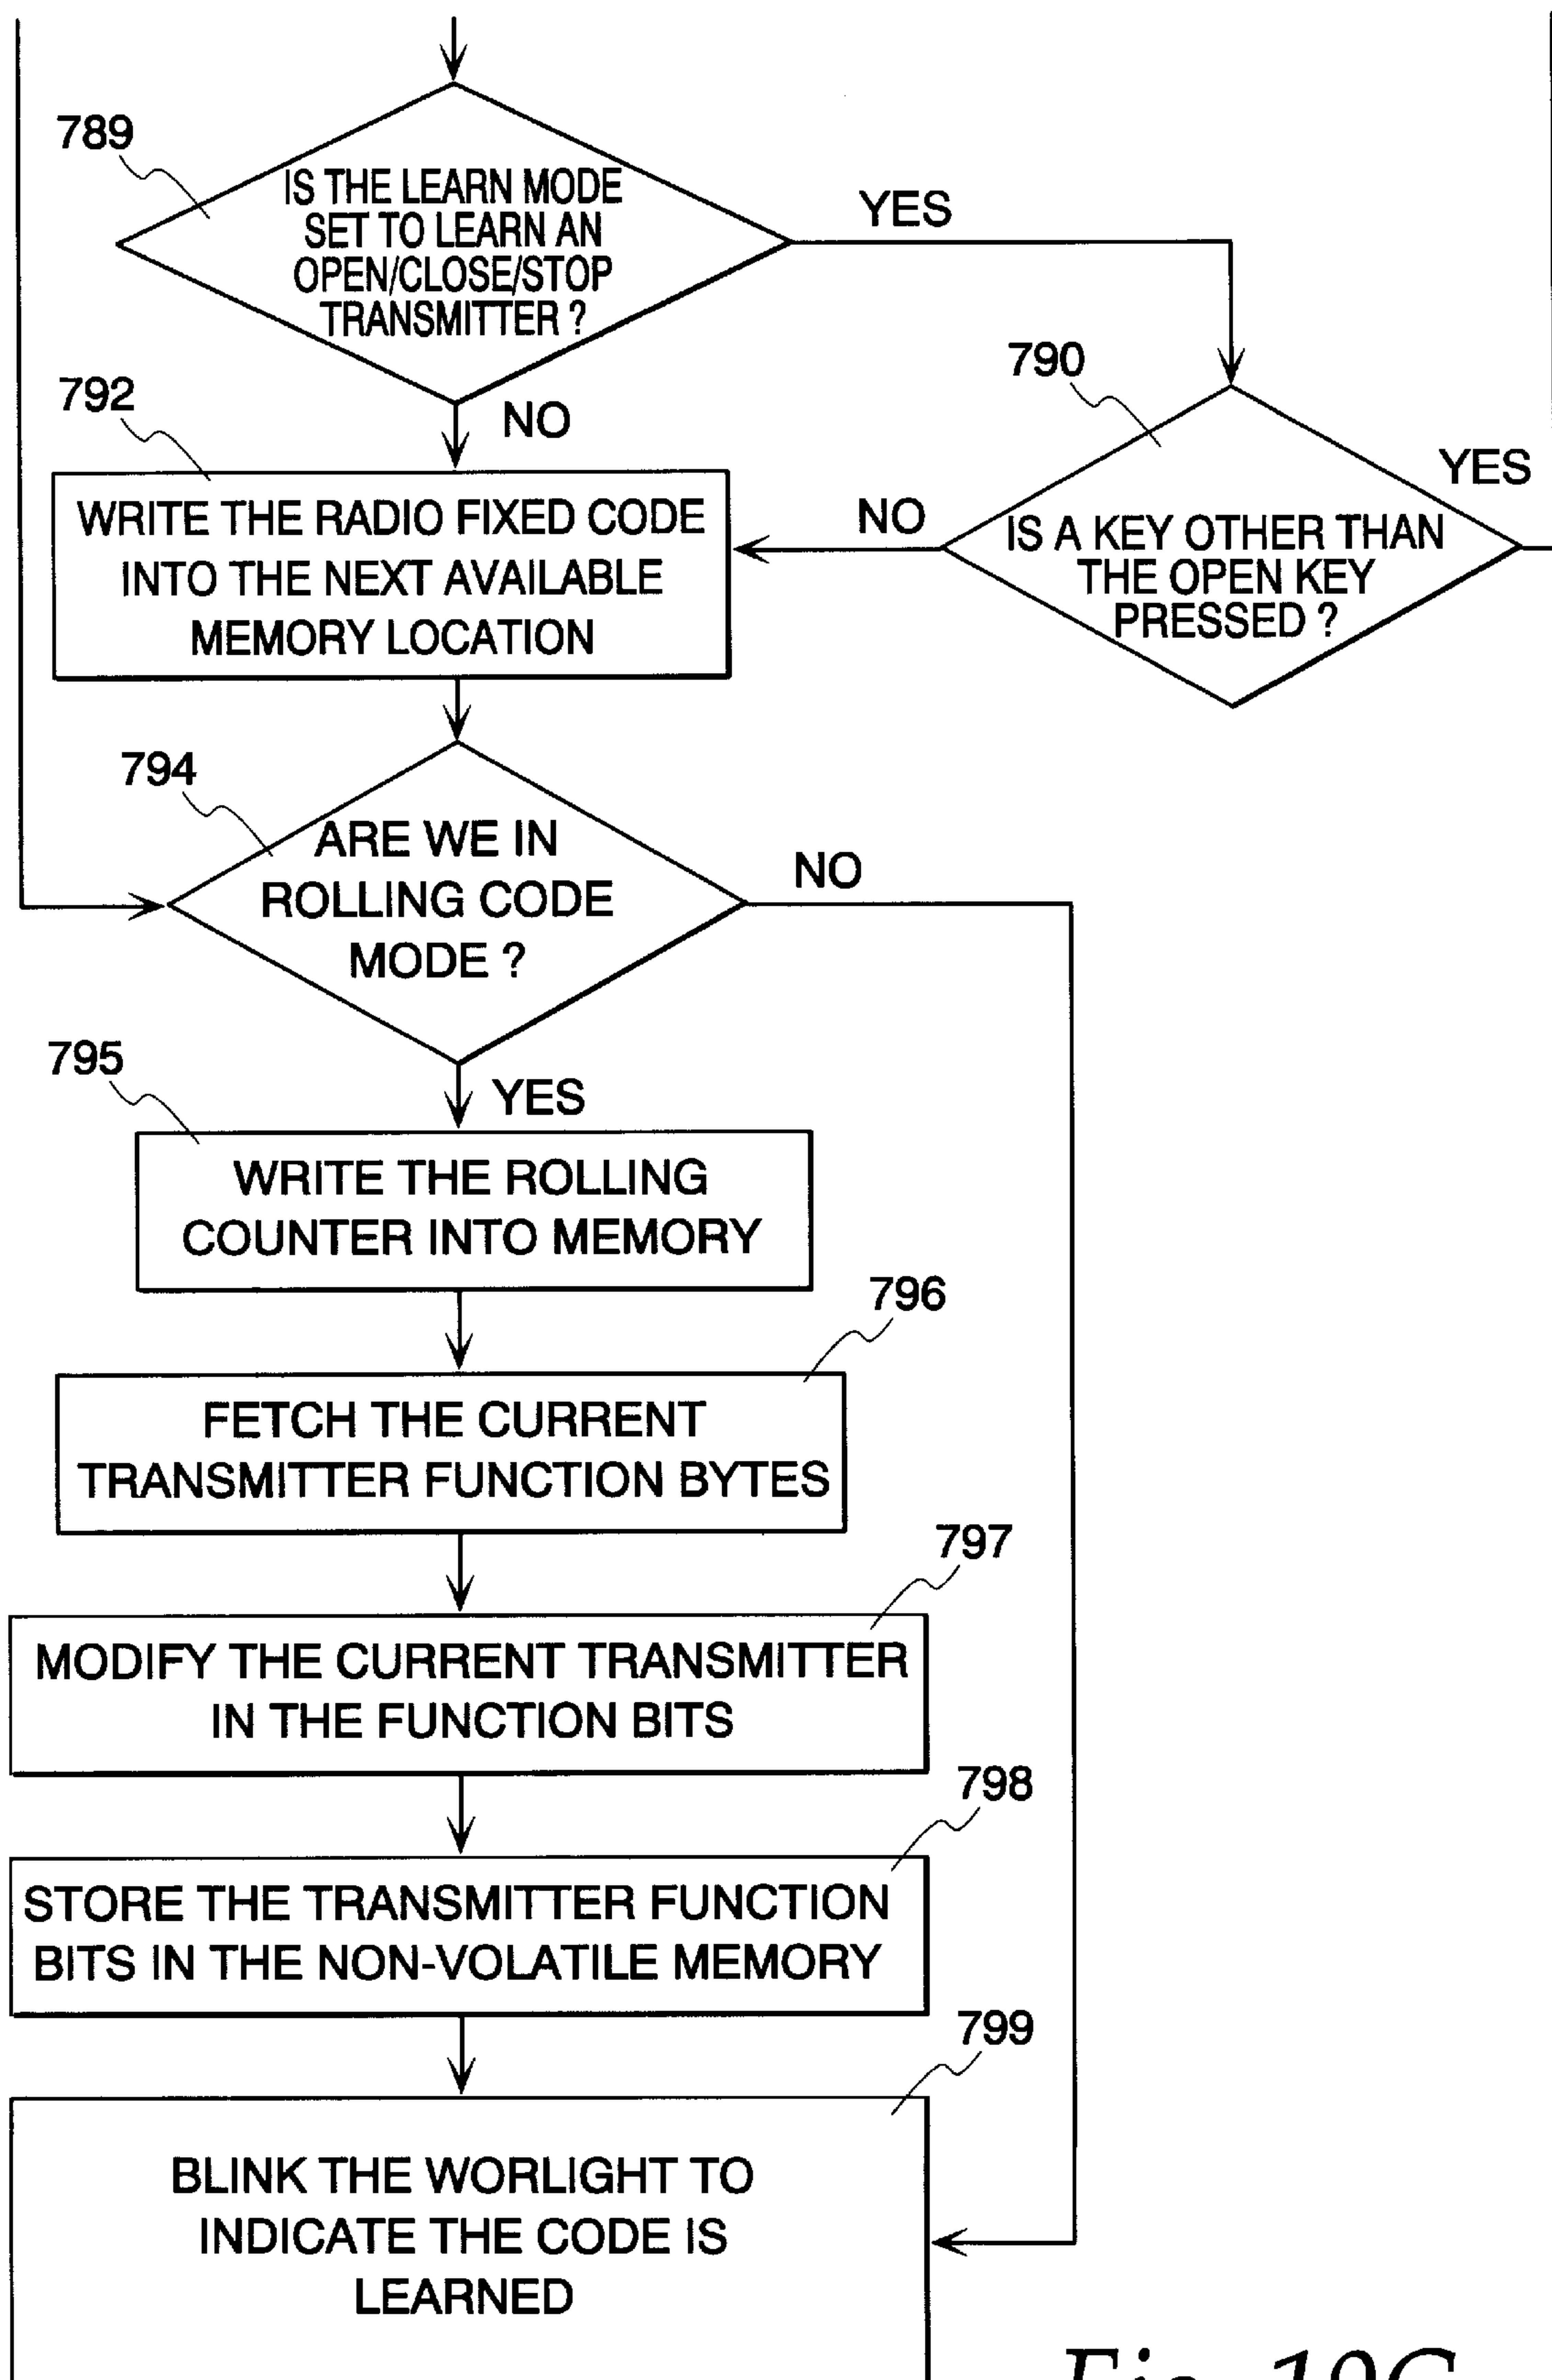 789
IS THE LEARN MODE
SET TO LEARN AN
OPEN/CLOSE/STOP
TRANSMITTER ?
YES
NO
790
IS A KEY OTHER THAN
THE OPEN KEY
PRESSED ?
YES
NO
792
WRITE THE RADIO FIXED CODE
INTO THE NEXT AVAILABLE
MEMORY LOCATION
794
ARE WE IN
ROLLING CODE
MODE ?
NO
YES
795
WRITE THE ROLLING
COUNTER INTO MEMORY
796
FETCH THE CURRENT
TRANSMITTER FUNCTION BYTES
797
MODIFY THE CURRENT TRANSMITTER
IN THE FUNCTION BITS
798
STORE THE TRANSMITTER FUNCTION
BITS IN THE NON-VOLATILE MEMORY
799
BLINK THE WORLIGHT TO
INDICATE THE CODE IS
LEARNED